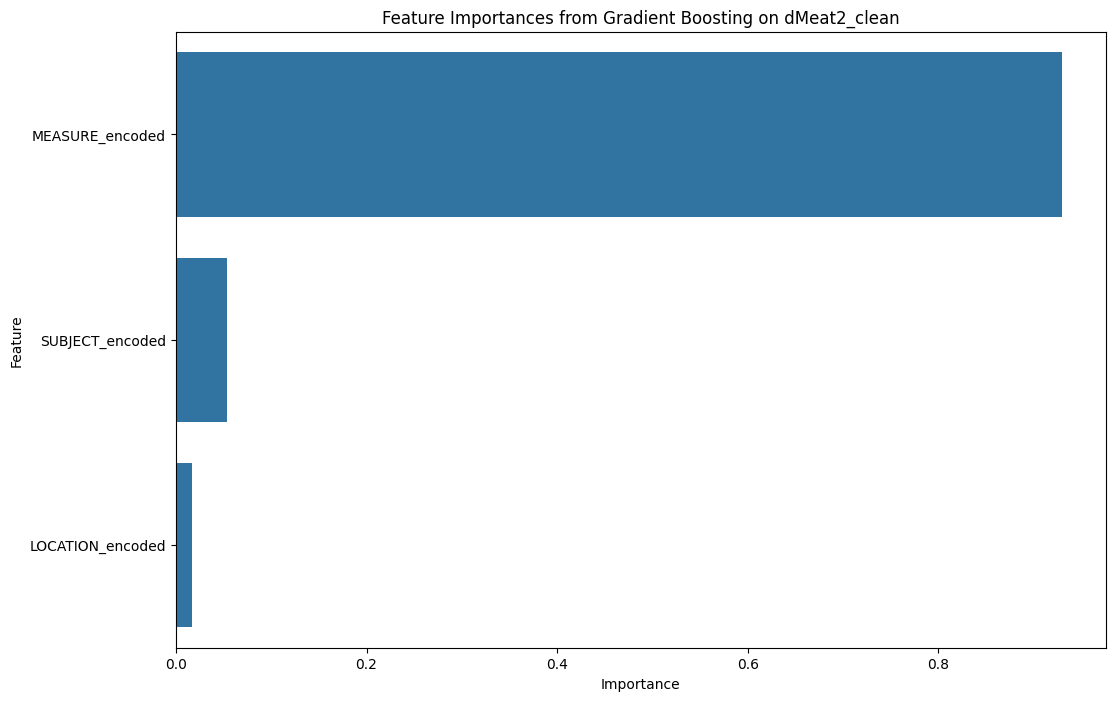 Feature Importances from Gradient Boosting on dMeat2_clean
MEASURE_encoded
SUBJECT_encoded
LOCATION_encoded
Feature
0.0 0.2 0.4 0.6 0.8
Importance